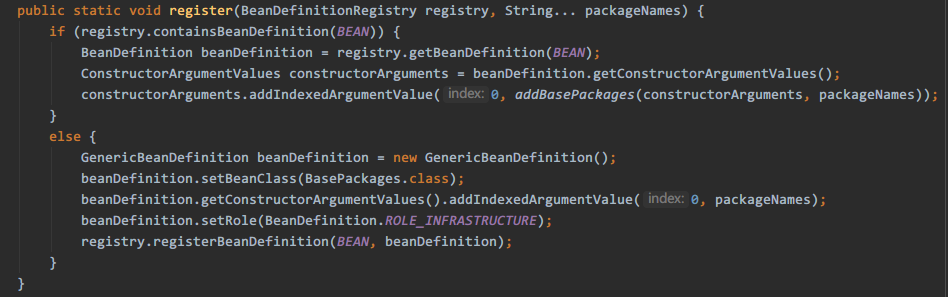 public static void register(BeanDefinitionRegistry registry, String... packageNames) {
    if (registry.containsBeanDefinition(BEAN)) {
        BeanDefinition beanDefinition = registry.getBeanDefinition(BEAN);
        ConstructorArgumentValues constructorArguments = beanDefinition.getConstructorArgumentValues();
        constructorArguments.addIndexedArgumentValue( index: 0, addBasePackages(constructorArguments, packageNames));
    }
    else {
        GenericBeanDefinition beanDefinition = new GenericBeanDefinition();
        beanDefinition.setBeanClass(BasePackages.class);
        beanDefinition.getConstructorArgumentValues().addIndexedArgumentValue( index: 0, packageNames);
        beanDefinition.setRole(BeanDefinition.ROLE_INFRASTRUCTURE);
        registry.registerBeanDefinition(BEAN, beanDefinition);
    }
}